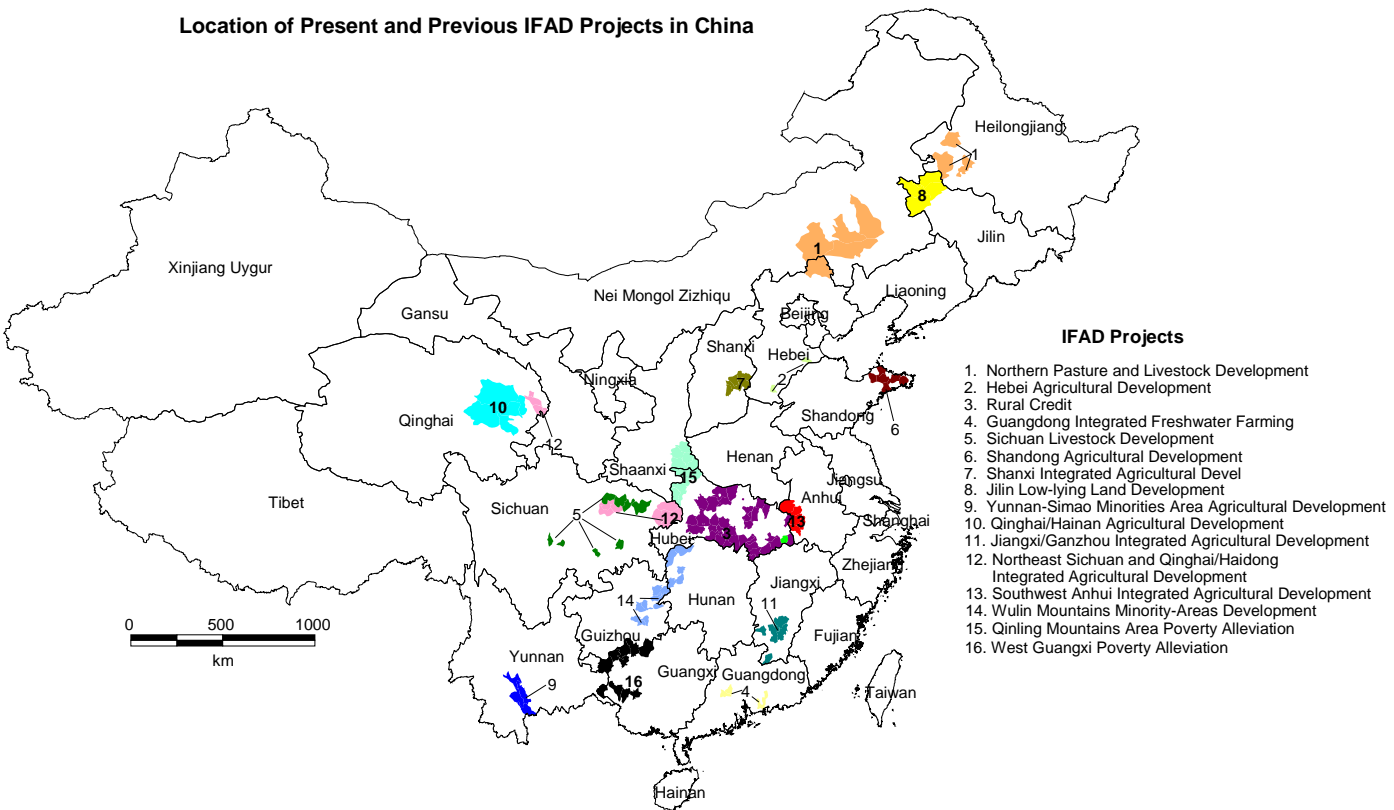 Location of Present and Previous IFAD Projects in China
Heilongjiang
1
8
Jilin
1
Xinjiang Uygur
Nei Mongol Zizhiqu
Liaoning
Gansu
Beijing
Shanxi
Hebei
Ningxia
7
2
10
Qinghai
Shandong
6
12
Henan
Shaanxi
15
Jiangsu
Anhui
Tibet
Sichuan
5
12
13
Shanghai
3
Hubei
Zhejiang
Jiangxi
14
Hunan
11
Guizhou
Fujian
0 500 1000
km
Yunnan
Guangxi
Guangdong
9
16
4
Taiwan
Hainan
IFAD Projects
1. Northern Pasture and Livestock Development
2. Hebei Agricultural Development
3. Rural Credit
4. Guangdong Integrated Freshwater Farming
5. Sichuan Livestock Development
6. Shandong Agricultural Development
7. Shanxi Integrated Agricultural Devel
8. Jilin Low-lying Land Development
9. Yunnan-Simao Minorities Area Agricultural Development
10. Qinghai/Hainan Agricultural Development
11. Jiangxi/Ganzhou Integrated Agricultural Development
12. Northeast Sichuan and Qinghai/Haidong
Integrated Agricultural Development
13. Southwest Anhui Integrated Agricultural Development
14. Wulin Mountains Minority-Areas Development
15. Qinling Mountains Area Poverty Alleviation
16. West Guangxi Poverty Alleviation